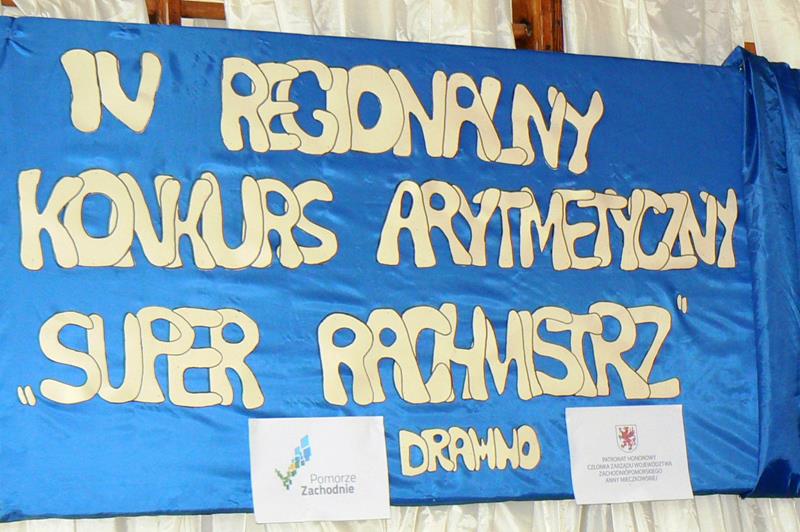 IV REGIONALNY
KONKURS ARYTMETYCZNY
„SUPER RACHMISTRZ"
DRAWNO
Pomorze
Zachodnie
PATRONAT HONOROWY
CZŁONKA ZARZĄDU WOJEWÓDZTWA
ZACHODNIOPOMORSKIEGO
ANNY MIECZKOWSKIEJ